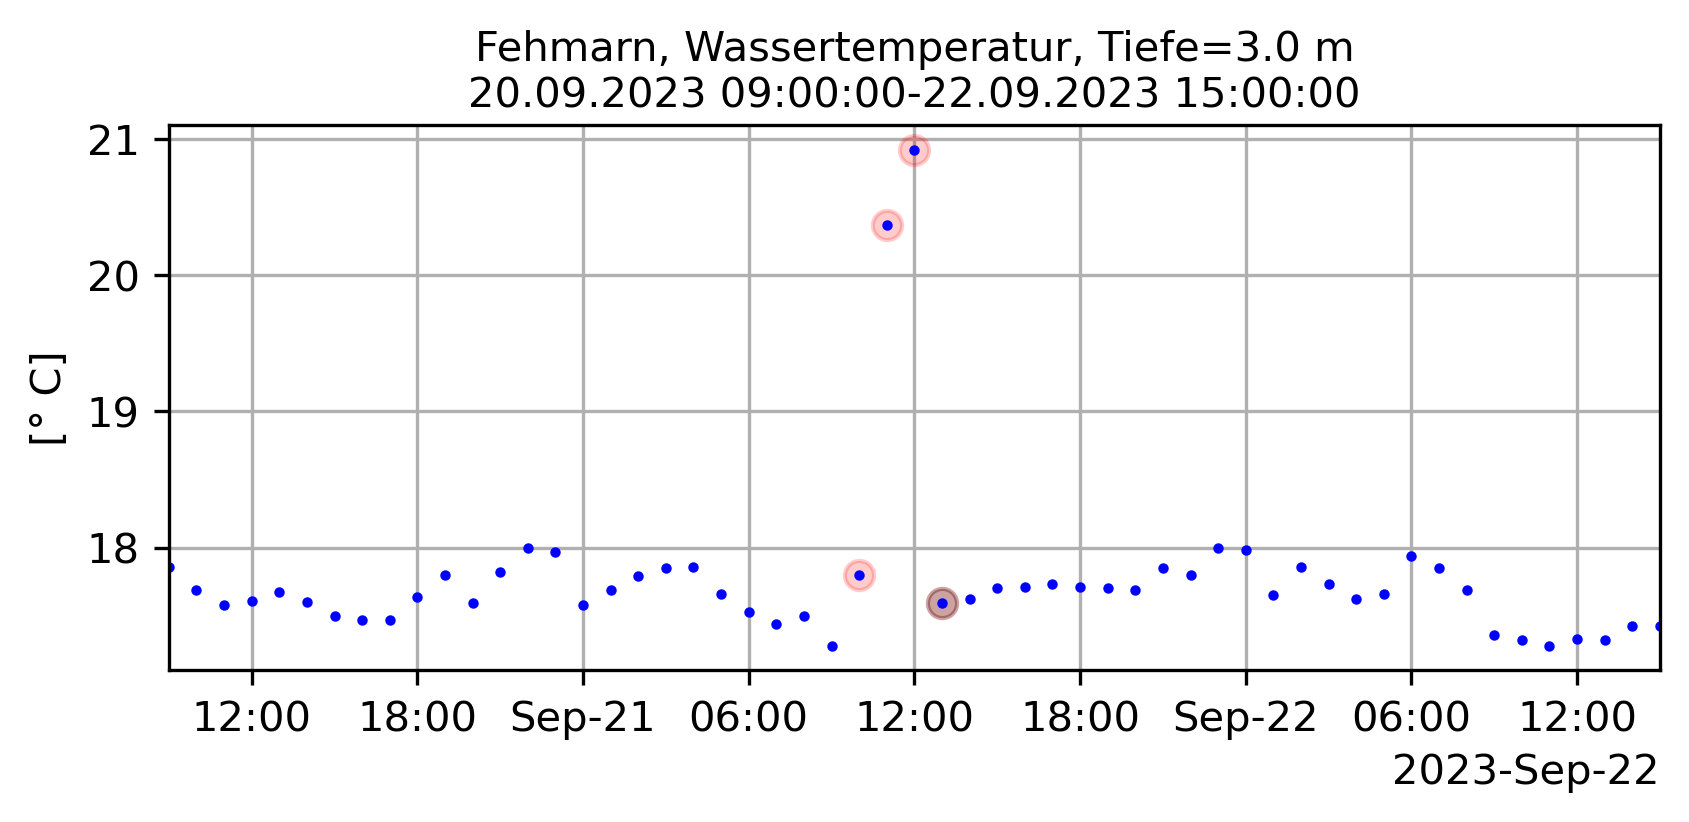 Fehmarn, Wassertemperatur, Tiefe=3.0 m
20.09.2023 09:00:00-22.09.2023 15:00:00
[° C]
21
20
19
18
12:00 18:00 Sep-21 06:00 12:00 18:00 Sep-22 06:00 12:00
2023-Sep-22